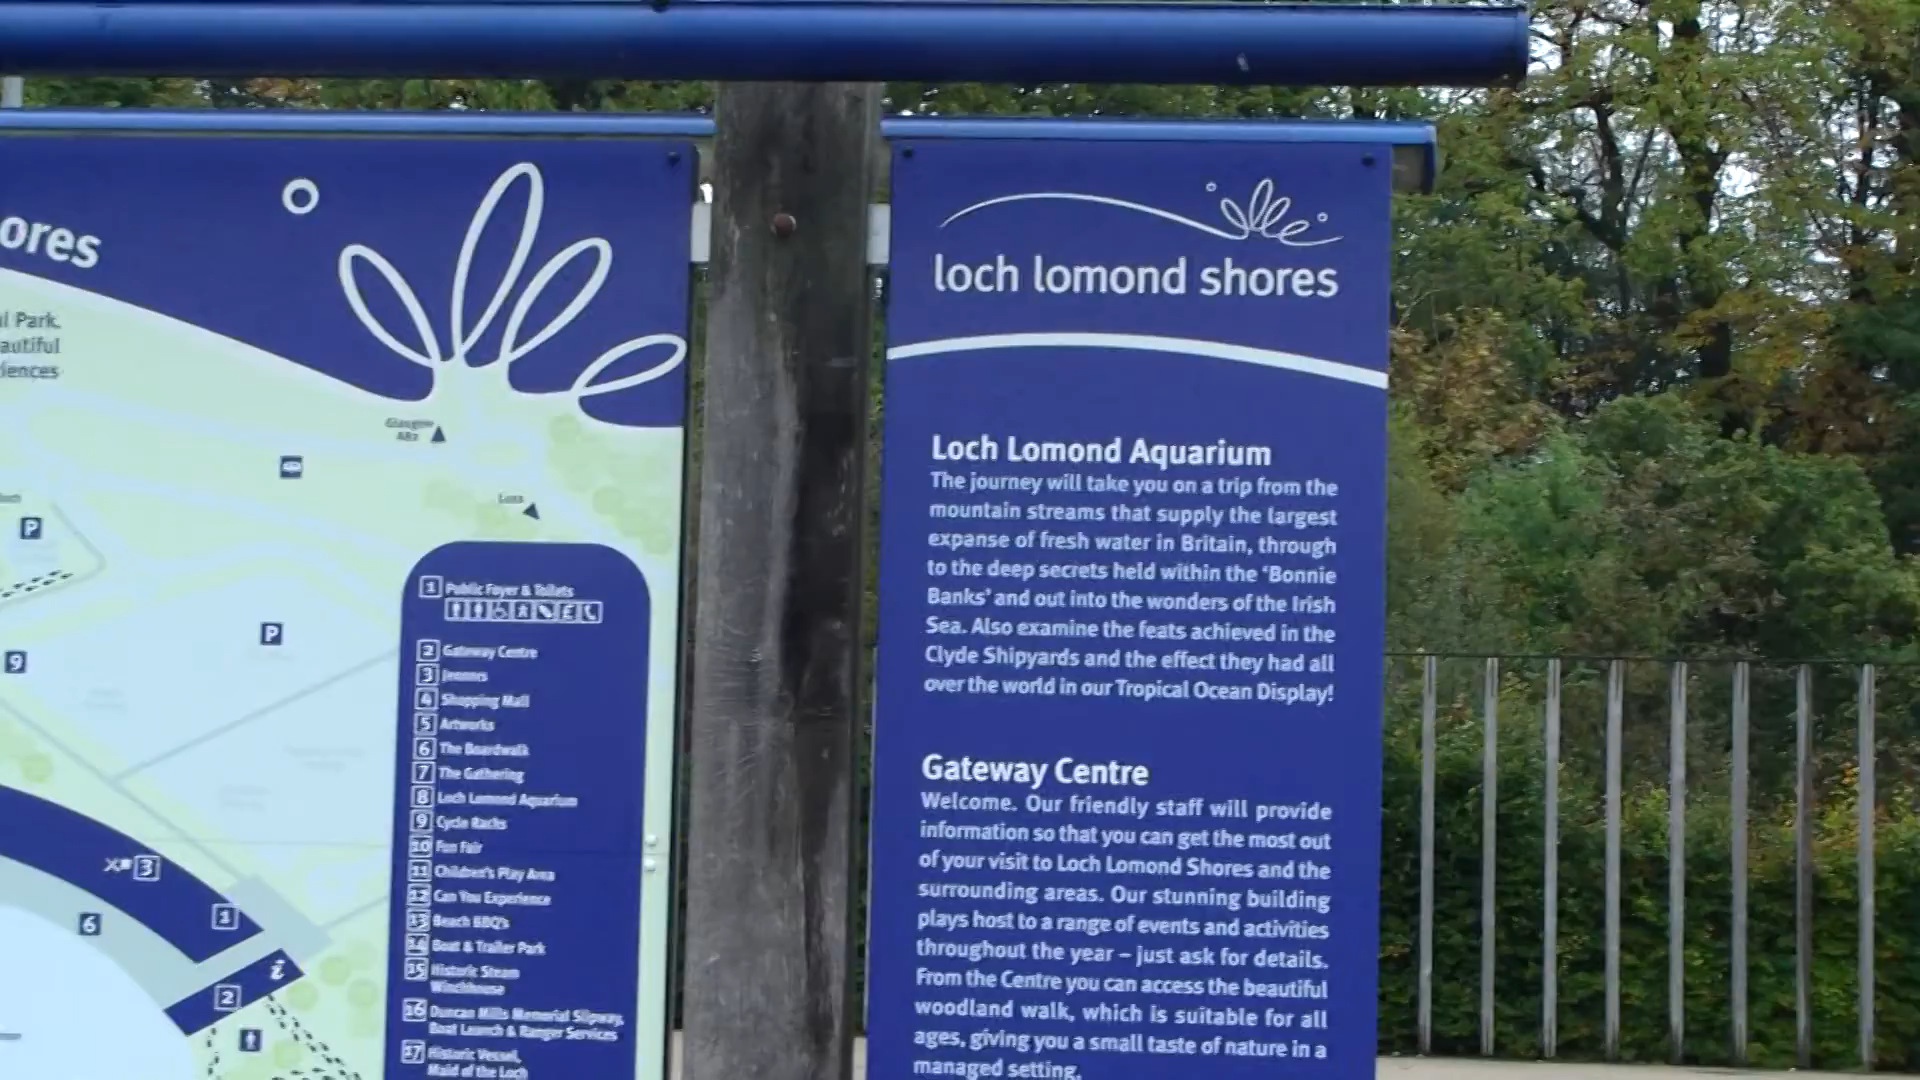 ores
l Park.
autiful
iences
Glasgow
A82
Luss
P
P
9
3
1
6
i
2
1 Public Foyer & Toilets
2 Gateway Centre
3 Jenners
4 Shopping Mall
5 Artworks
6 The Boardwalk
7 The Gathering
8 Loch Lomond Aquarium
9 Cycle Racks
10 Fun Fair
11 Children's Play Area
12 Can You Experience
13 Beach BBQ's
14 Boat & Trailer Park
15 Historic Steam
Winchhouse
16 Duncan Mills Memorial Slipway,
Boat Launch & Ranger Services
17 Historic Vessel,
Maid of the Loch
loch lomond shores
Loch Lomond Aquarium
The journey will take you on a trip from the
mountain streams that supply the largest
expanse of fresh water in Britain, through
to the deep secrets held within the ‘Bonnie
Banks’ and out into the wonders of the Irish
Sea. Also examine the feats achieved in the
Clyde Shipyards and the effect they had all
over the world in our Tropical Ocean Display!
Gateway Centre
Welcome. Our friendly staff will provide
information so that you can get the most out
of your visit to Loch Lomond Shores and the
surrounding areas. Our stunning building
plays host to a range of events and activities
throughout the year – just ask for details.
From the Centre you can access the beautiful
woodland walk, which is suitable for all
ages, giving you a small taste of nature in a
managed setting.